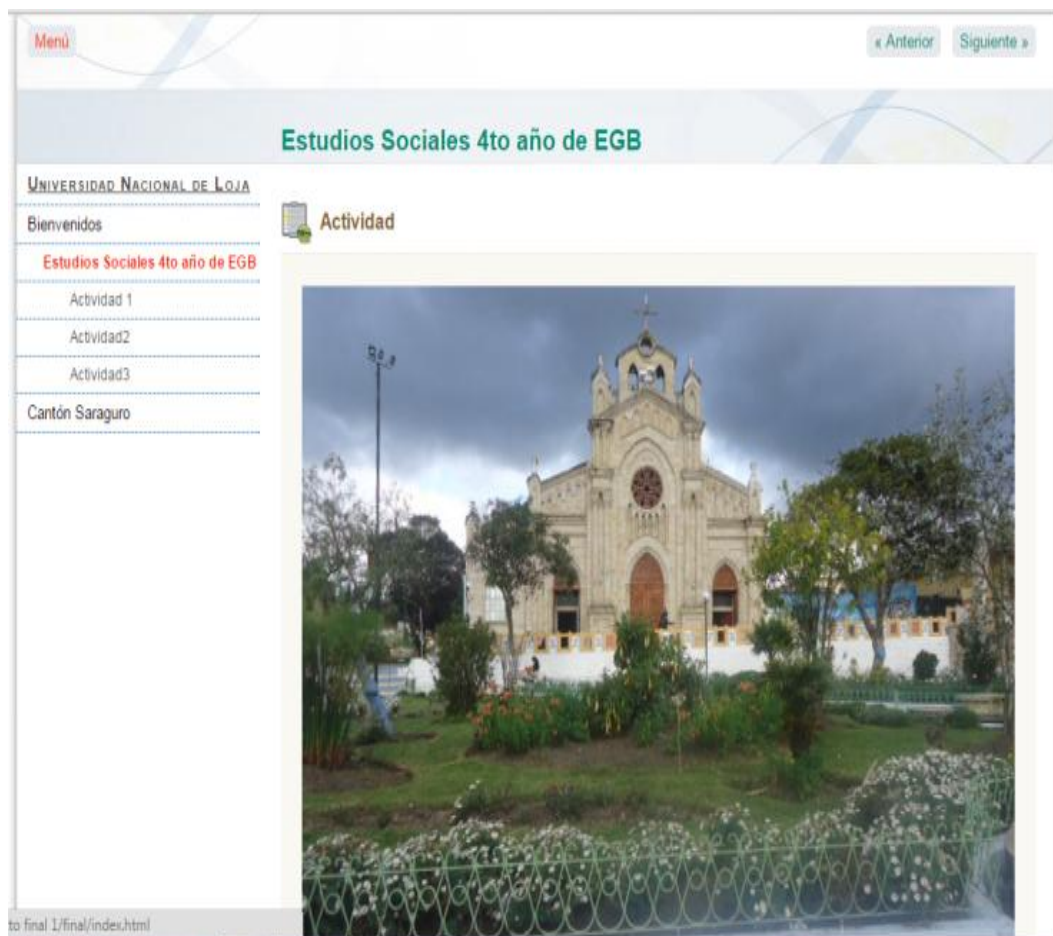 Menú
« Anterior
Siguiente »
Estudios Sociales 4to año de EGB
UNIVERSIDAD NACIONAL DE LOJA
Bienvenidos
Estudios Sociales 4to año de EGB
Actividad 1
Actividad2
Actividad3
Cantón Saraguro
Actividad
to final 1/final/index.html